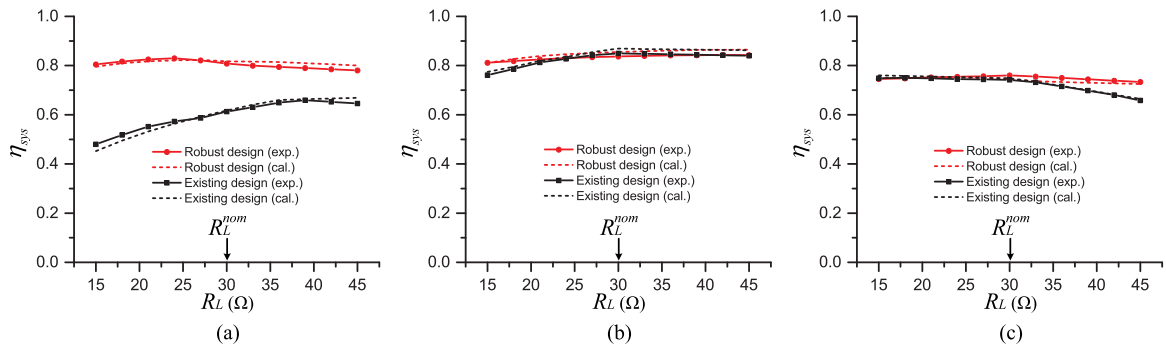 1.0
0.8
0.6
0.4
0.2
0.0
η_sys
Robust design (exp.)
Robust design (cal.)
Existing design (exp.)
Existing design (cal.)
R_L^nom
15 20 25 30 35 40 45
R_L (Ω)
(a)
1.0
0.8
0.6
0.4
0.2
0.0
η_sys
Robust design (exp.)
Robust design (cal.)
Existing design (exp.)
Existing design (cal.)
R_L^nom
15 20 25 30 35 40 45
R_L (Ω)
(b)
1.0
0.8
0.6
0.4
0.2
0.0
η_sys
Robust design (exp.)
Robust design (cal.)
Existing design (exp.)
Existing design (cal.)
R_L^nom
15 20 25 30 35 40 45
R_L (Ω)
(c)